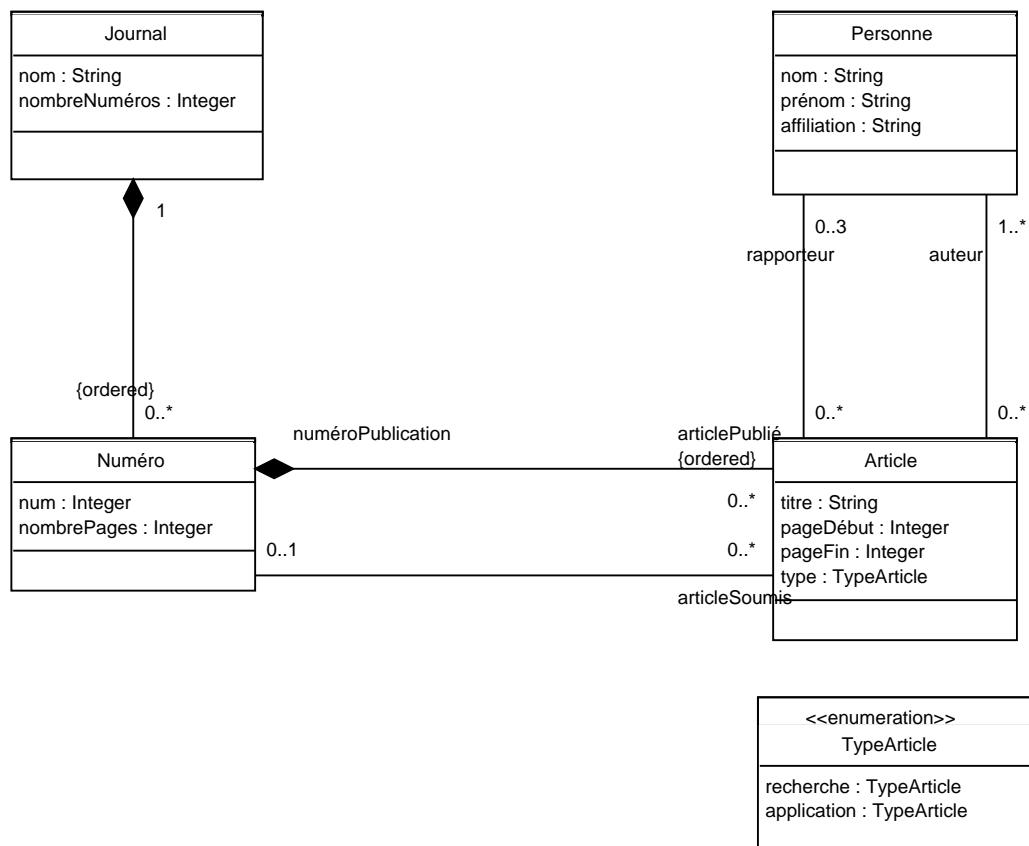 Journal
nom : String
nombreNuméros : Integer
1
{ordered}
0..*
Personne
nom : String
prénom : String
affiliation : String
0..3
1..*
rapporteur
auteur
0..*
0..*
Numéro
num : Integer
nombrePages : Integer
numéroPublication
articlePublié
{ordered}
0..*
0..1
0..*
articleSoumis
Article
titre : String
pageDébut : Integer
pageFin : Integer
type : TypeArticle
<<enumeration>>
TypeArticle
recherche : TypeArticle
application : TypeArticle